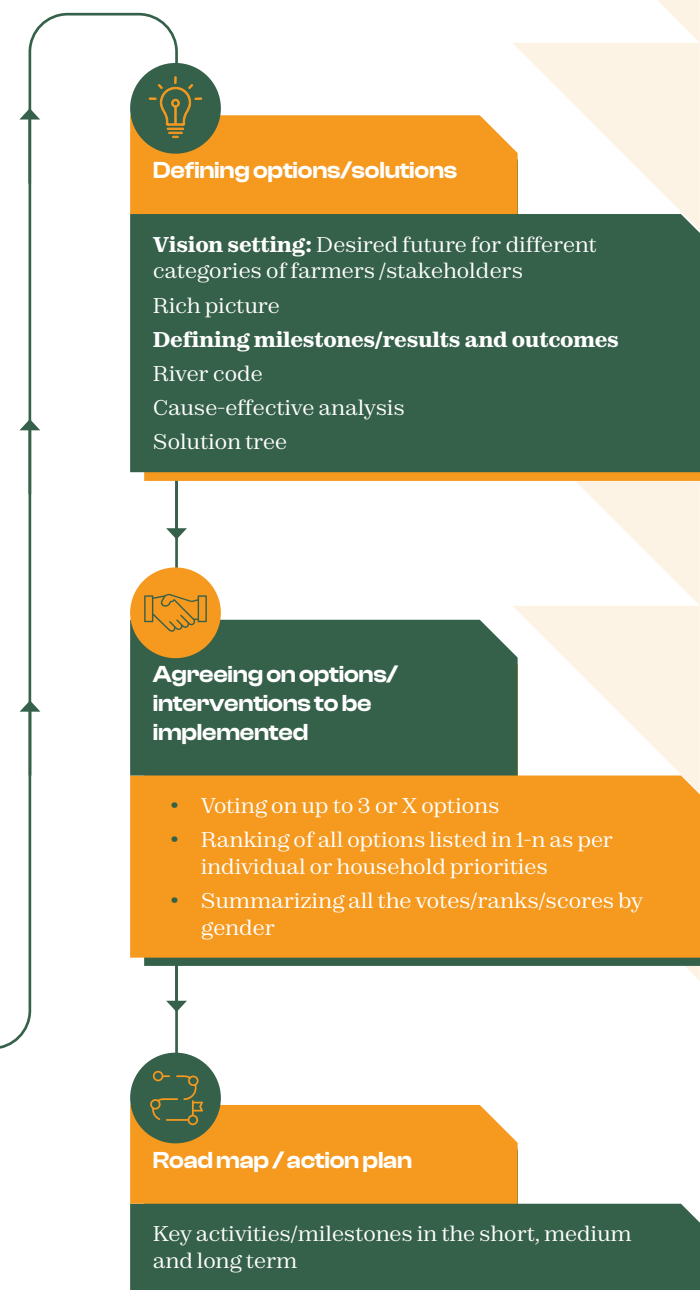 Defining options/solutions
Vision setting: Desired future for different
categories of farmers /stakeholders
Rich picture
Defining milestones/results and outcomes
River code
Cause-effective analysis
Solution tree
Agreeing on options/
interventions to be
implemented
• Voting on up to 3 or X options
• Ranking of all options listed in 1-n as per
individual or household priorities
• Summarizing all the votes/ranks/scores by
gender
Road map / action plan
Key activities/milestones in the short, medium
and long term